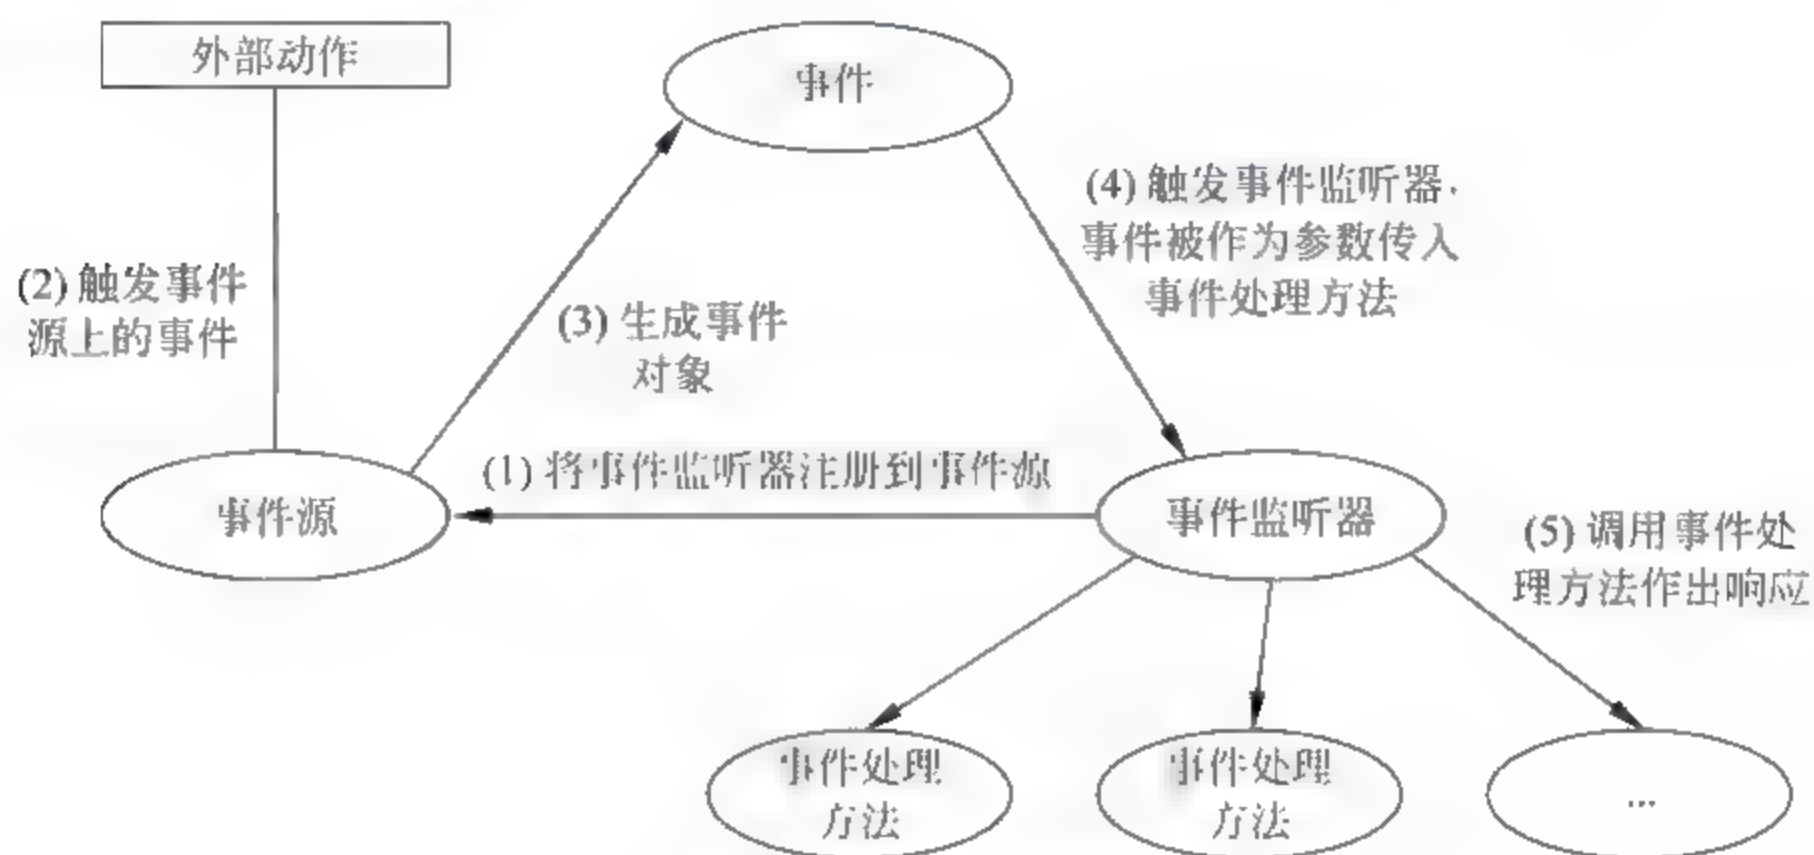 外部动作
事件
(4) 触发事件监听器，
事件被作为参数传入
事件处理方法
(2) 触发事件
源上的事件
(3) 生成事件
对象
(1) 将事件监听器注册到事件源
事件源
事件监听器
(5) 调用事件处
理方法作出响应
事件处理
方法
事件处理
方法
...